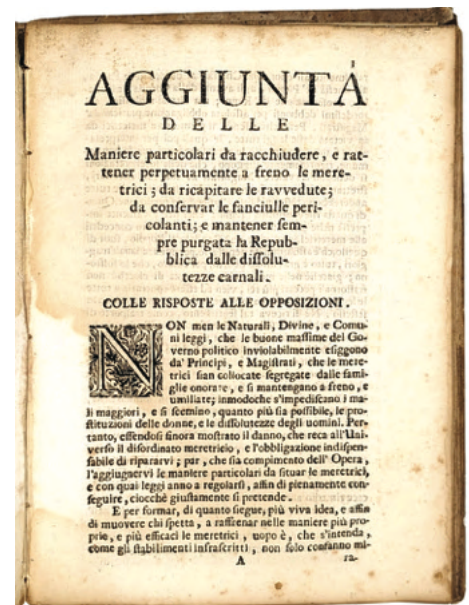 AGGIUNTA
DELLE
Maniere particolari da racchiudere, e rat-
tener perpetuamente a freno le mere-
trici; da ricapitare le ravvedute;
da conservar le fanciulle peri-
colanti; e mantener sem-
pre purgata la Repub-
blica dalle dissolu-
tezze carnali.
COLLE RISPOSTE ALLE OPPOSIZIONI.
NON men le Naturali, Divine, e Comu-
ni leggi, che le buone massime del Go-
verno politico inviolabilmente esiggono
da' Principi, e Magistrati, che le mere-
trici sian collocate segregate dalle fami-
glie onorate, e si mantengano a freno, e
umiliate; inmodoche s'impediscano i ma-
li maggiori, e si scemino, quanto più sia possibile, le pro-
stituzioni delle donne, e le dissolutezze degli uomini. Per-
tanto, essendosi finora mostrato il danno, che reca all'Uni-
verso il disordinato meretricio, e l'obbligazione indispen-
sabile di ripararvi; pur, che sia compimento dell' Opera,
l'aggiugnervi le maniere particolari da situar le meretrici,
e con quai leggi anno a regolarsi, affin di pienamente con-
seguire, ciocchè giustamente si pretende.
E per formar, di quanto siegue, più viva idea, e affin
di muovere chi spetta, a raffrenar nelle maniere più pro-
prie, e più efficaci le meretrici, uopo è, che s'intenda,
come gli stabilimenti infrascritti, non solo confanno mi-
A
ra-